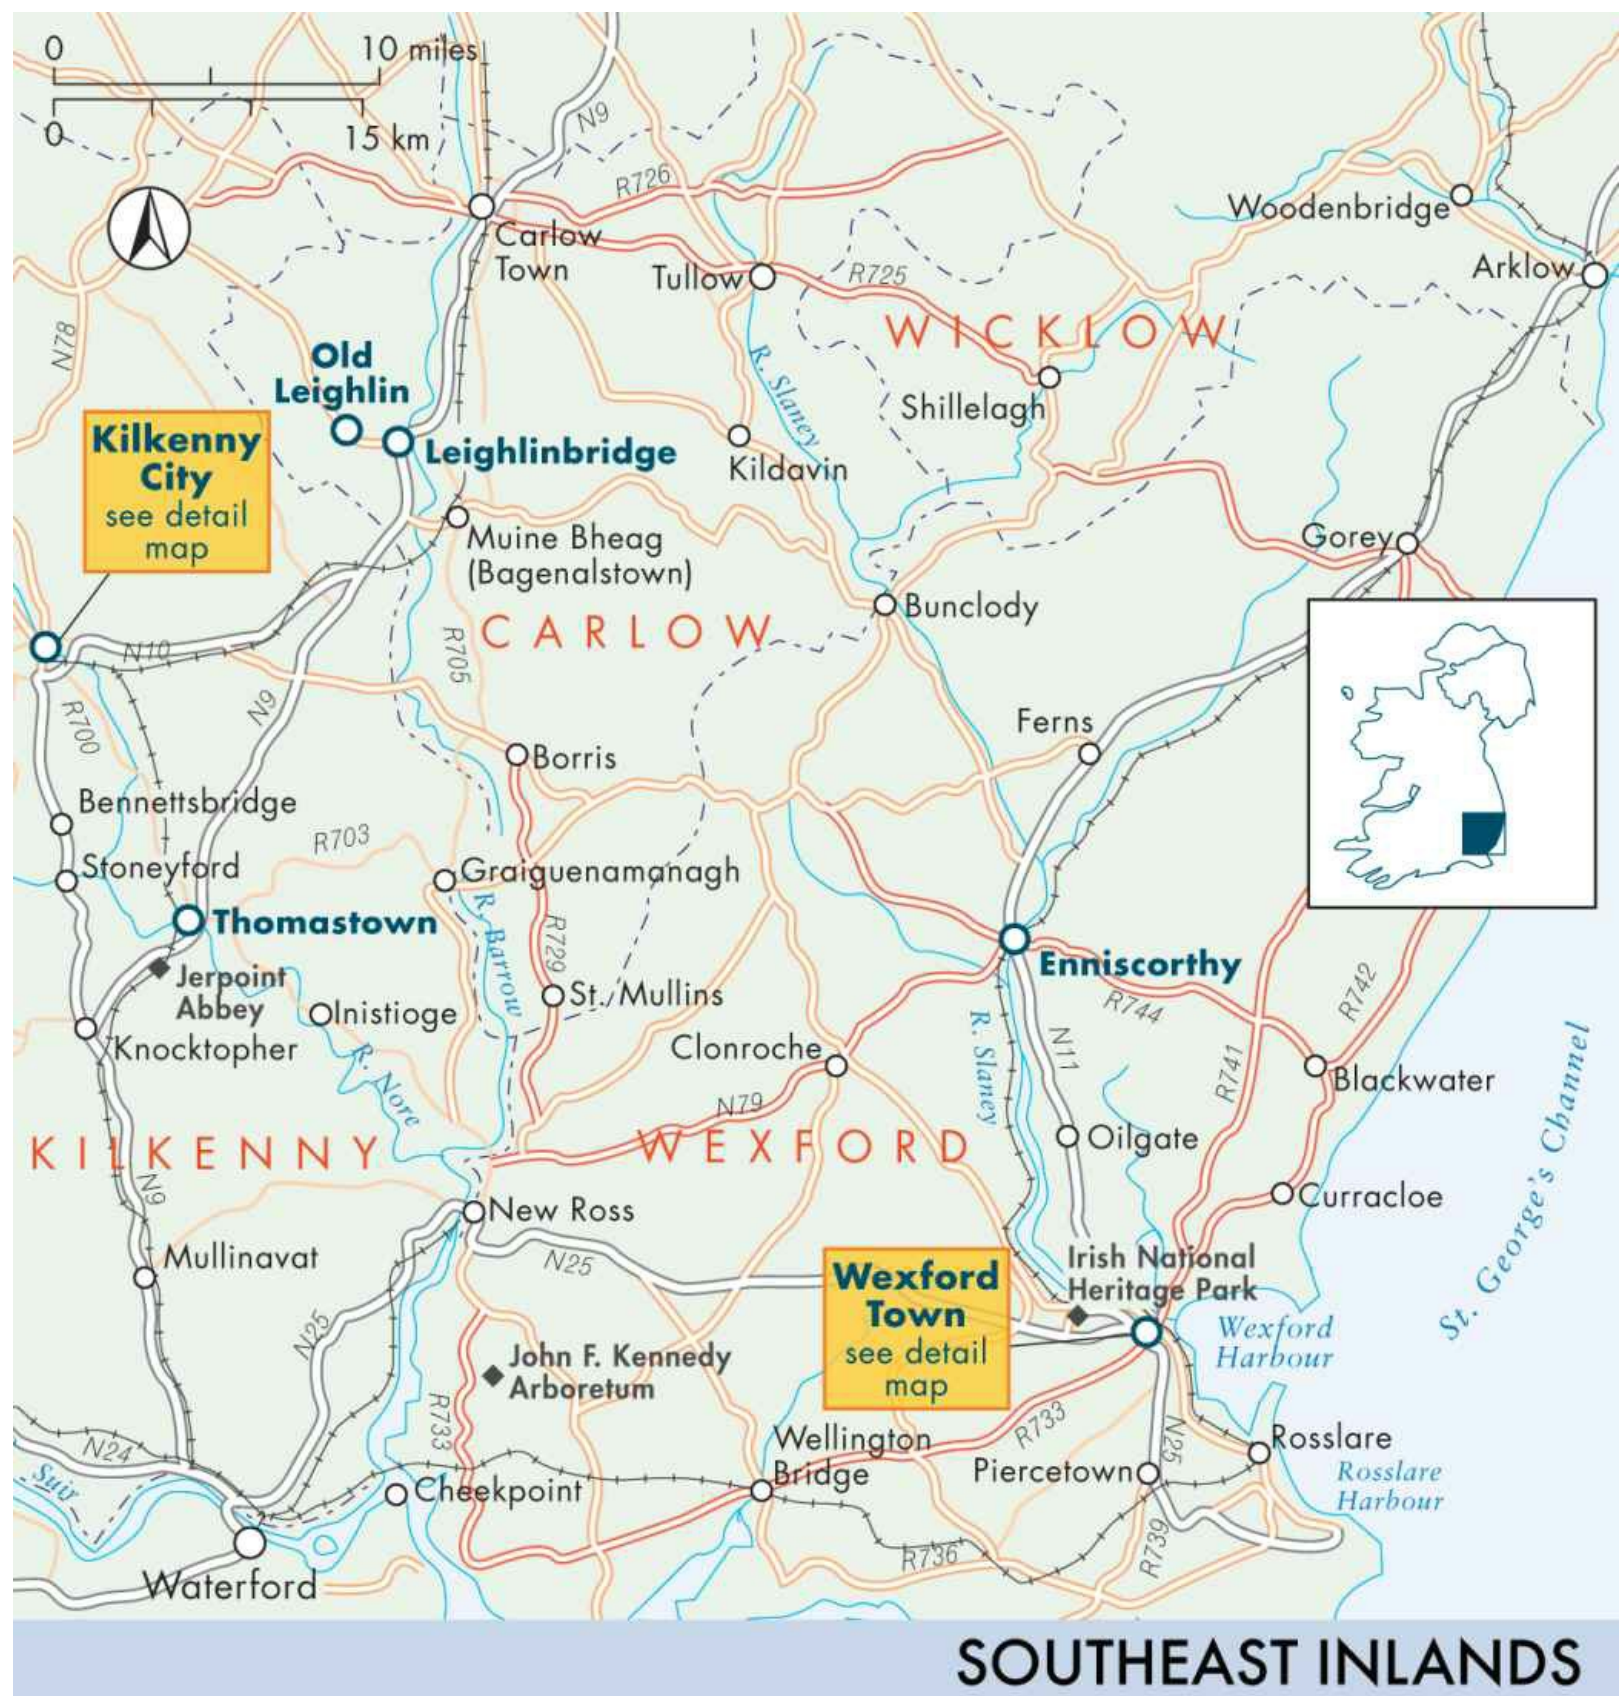 0
10 miles
0
15 km
N9
R726
Woodenbridge
Carlow
Town
Tullow
R725
Arklow
N78
WICKLOW
Old
Leighlin
R. Slaney
Shillelagh
Kilkenny
City
see detail
map
Leighlinbridge
Kildavin
Muine Bheag
(Bagenalstown)
Gorey
CARLOW
Bunclody
N10
R705
R700
N9
Ferns
Borris
Bennettsbridge
R703
Stoneyford
Graiguenamanagh
Thomastown
R. Barrow
R729
Enniscorthy
Jerpoint
Abbey
St. Mullins
R744
R742
Inistioge
Knocktopher
Clonroche
R. Slaney
N11
R. Nore
R741
Blackwater
St. George's Channel
N79
KILKENNY
WEXFORD
Oilgate
N9
Curracloe
New Ross
Mullinavat
N25
Wexford
Town
see detail
map
Irish National
Heritage Park
N25
Wexford
Harbour
John F. Kennedy
Arboretum
R733
R733
N25
N24
Wellington
Bridge
Rosslare
Suir
Cheekpoint
Piercetown
Rosslare
Harbour
R736
R739
Waterford
SOUTHEAST INLANDS